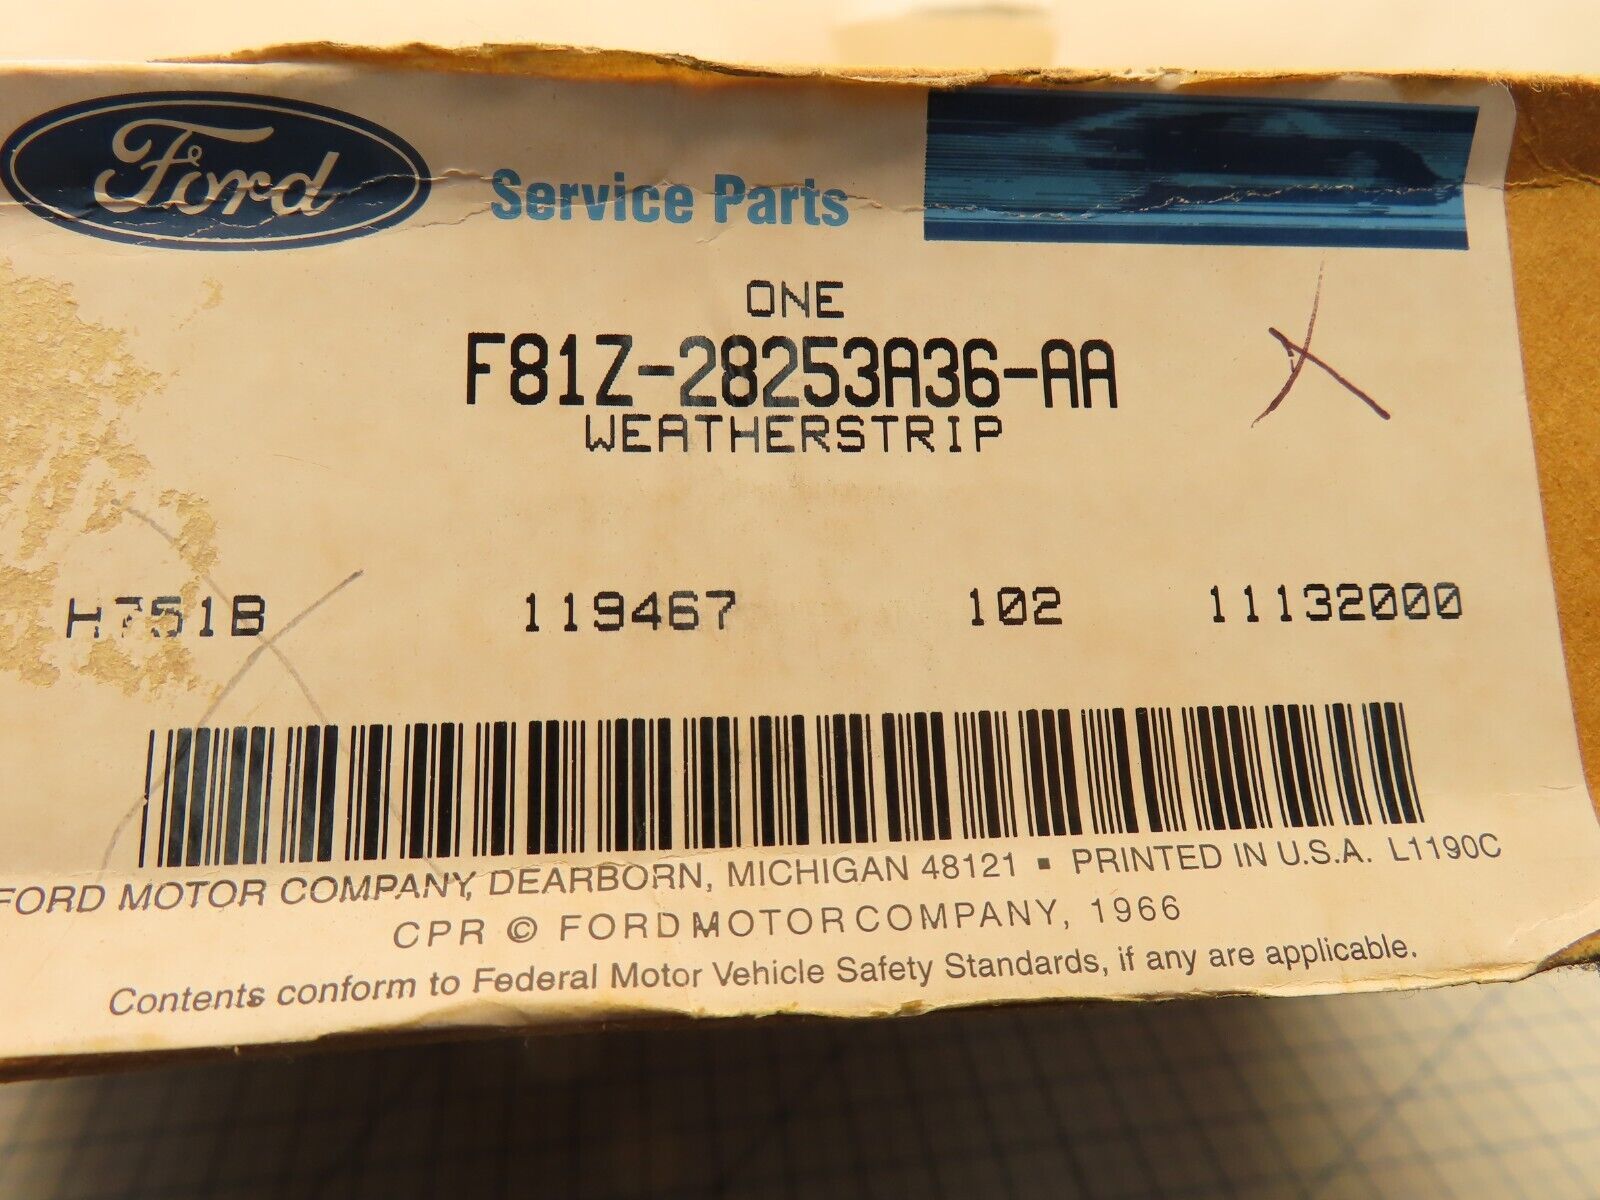 Ford
Service Parts
ONE
F81Z-28253A36-AA
WEATHERSTRIP
H751B 119467 102 11132000
FORD MOTOR COMPANY, DEARBORN, MICHIGAN 48121 ▪ PRINTED IN U.S.A. L1190C
CPR © FORD MOTOR COMPANY, 1966
Contents conform to Federal Motor Vehicle Safety Standards, if any are applicable.